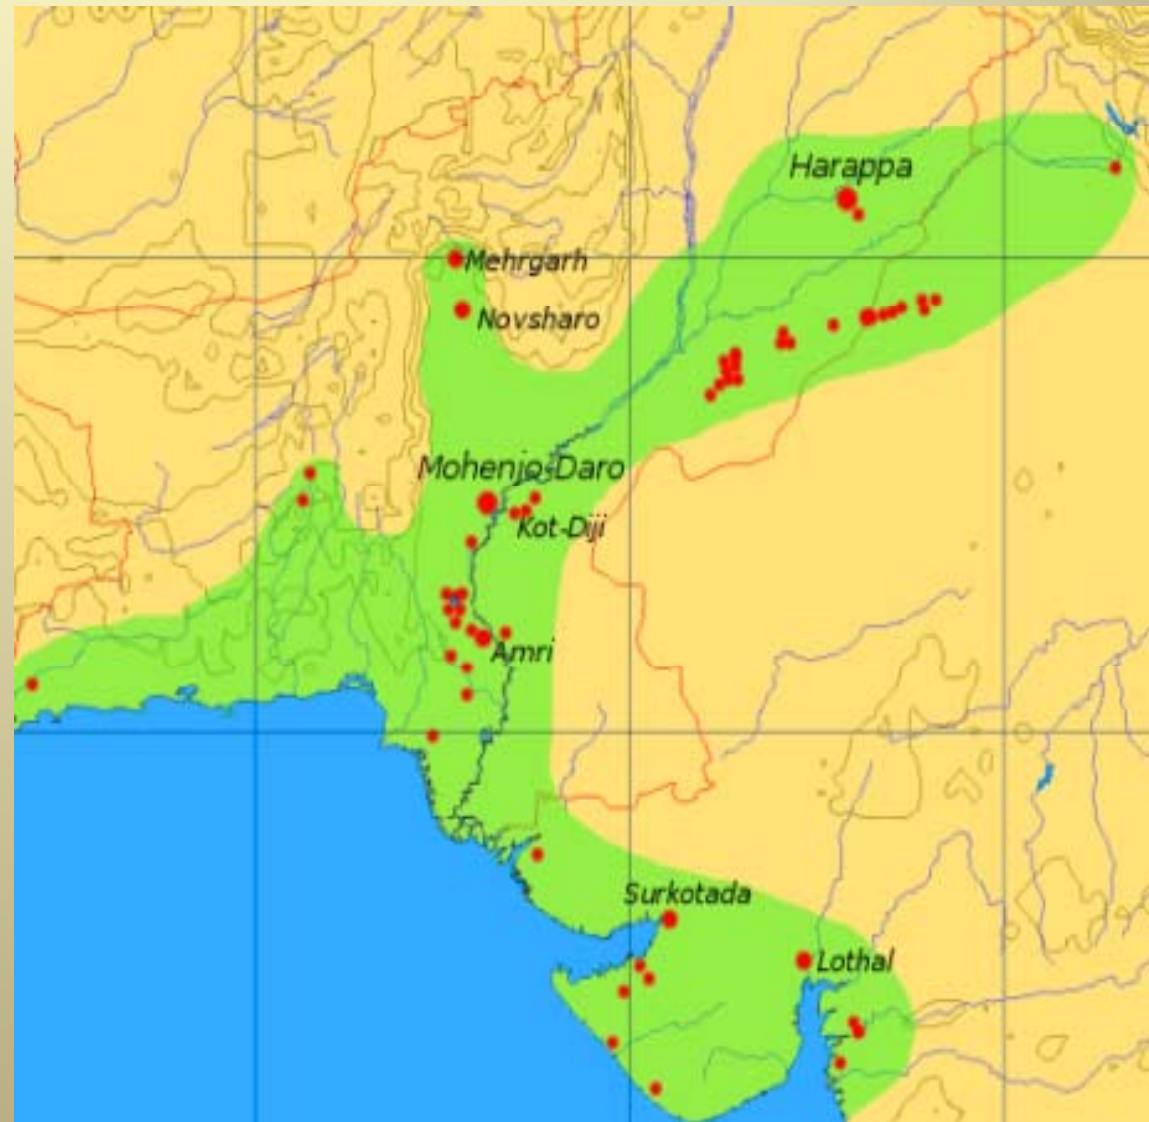 Harappa
Mehrgarh
Novsharo
Mohenjo-Daro
Kot-Diji
Amri
Surkotada
Lothal